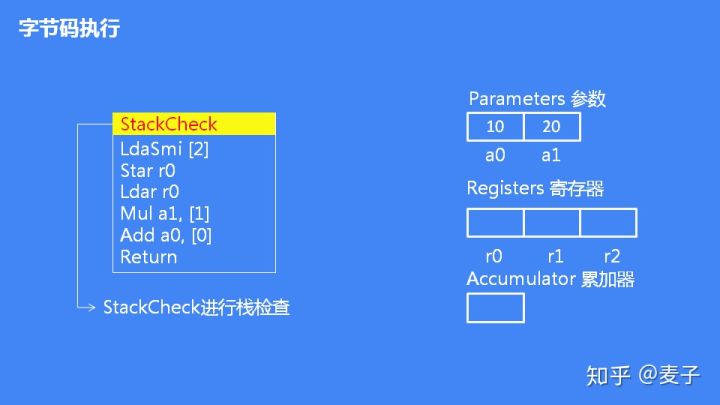 字节码执行
StackCheck
LdaSmi [2]
Star r0
Ldar r0
Mul a1, [1]
Add a0, [0]
Return
StackCheck进行栈检查
Parameters 参数
10 20
a0 a1
Registers 寄存器
r0 r1 r2
Accumulator 累加器
知乎 @麦子